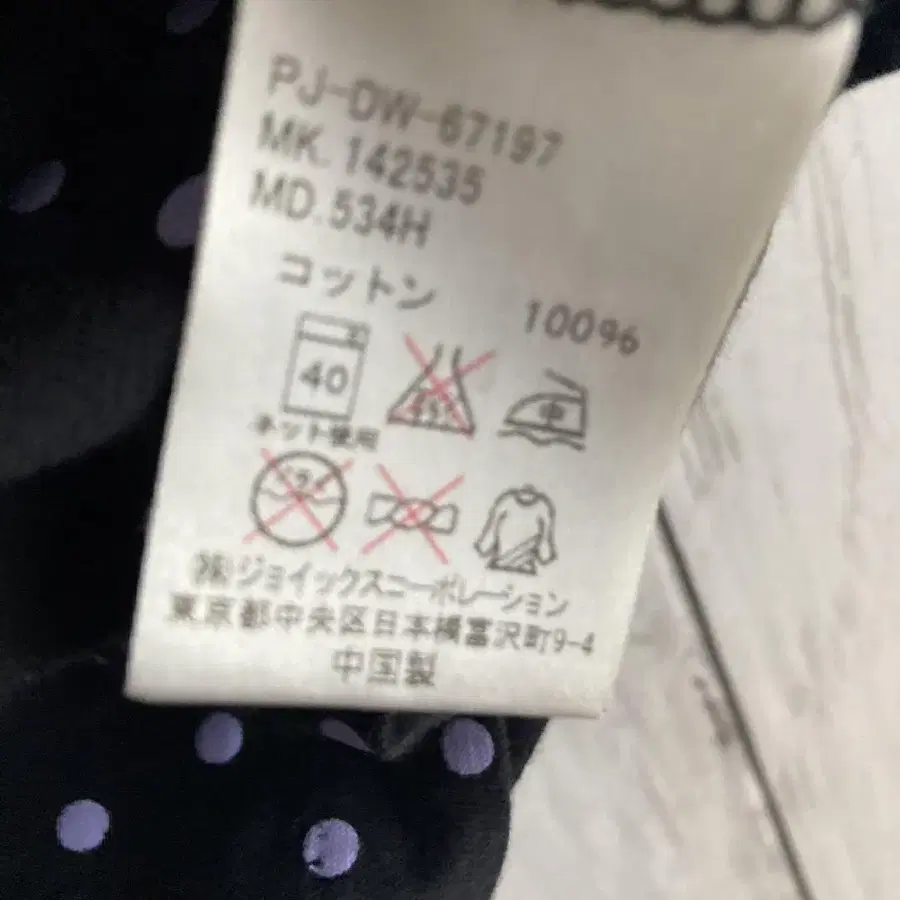 PJ-DW-67197
MK.142535
MD.534H
コットン 100%
40
中
ネット使用
(株)ジョイックスコーポレーション
東京都中央区日本橋富沢町9-4
中国製